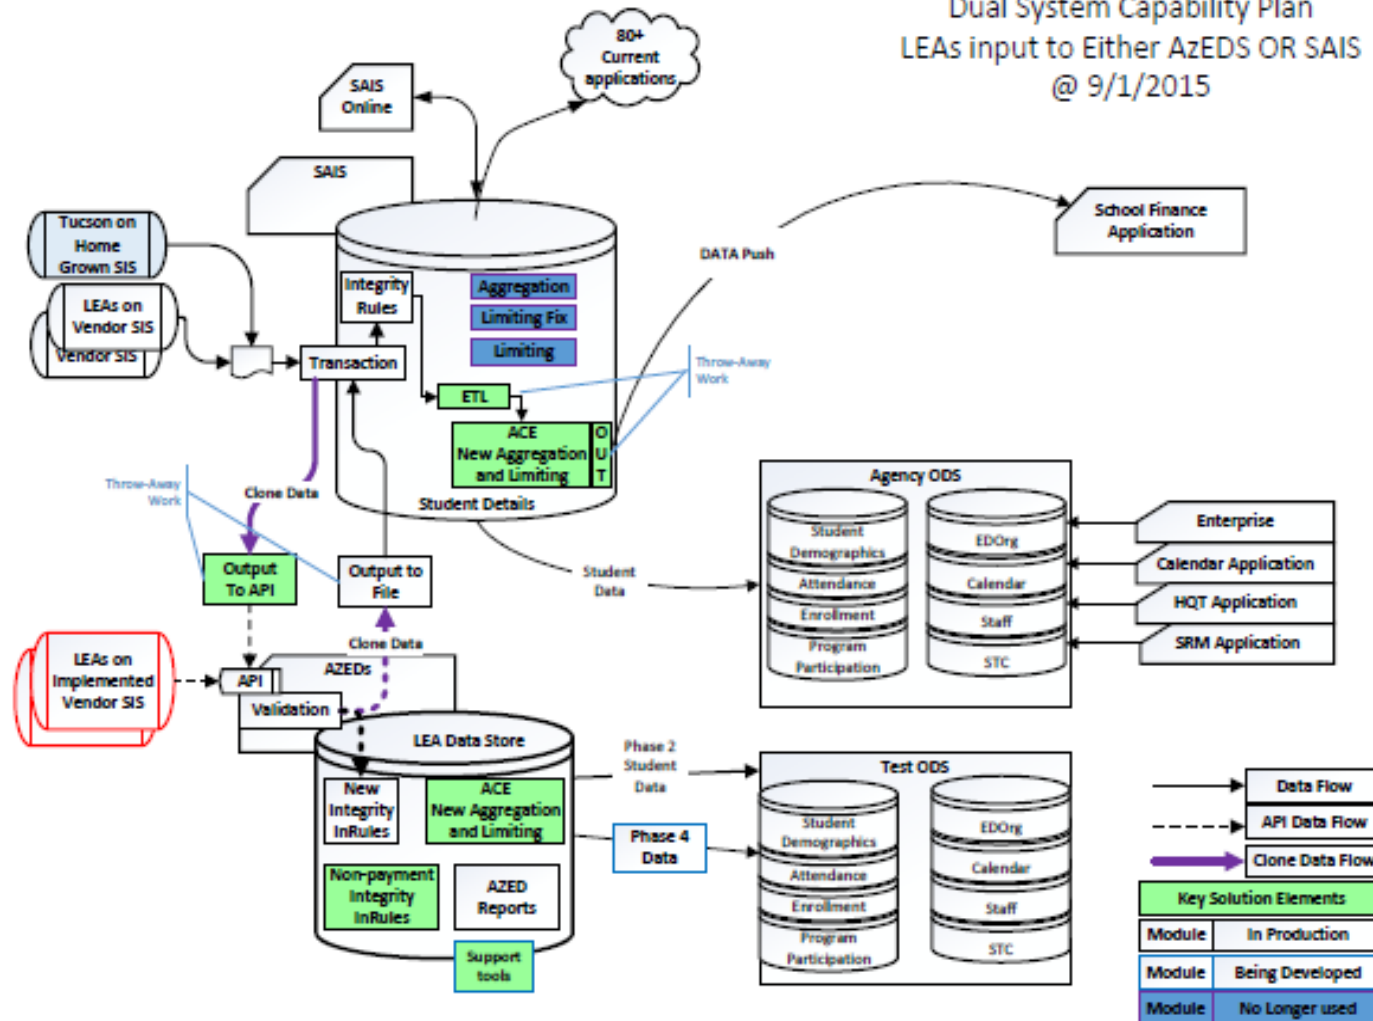 Dual System Capability Plan
LEAs input to Either AzEDS OR SAIS
@ 9/1/2015
80+
Current
applications
SAIS
Online
SAIS
School Finance
Application
Tucson on
Home
Grown SIS
LEAs on
Vendor SIS
Vendor SIS
DATA Push
Integrity
Rules
Aggregation
Limiting Fix
Limiting
Transaction
Throw-Away
Work
ETL
ACE
New Aggregation
and Limiting
O
U
T
Student Details
Throw-Away
Work
Clone Data
Agency ODS
Student
Demographics
Attendance
Enrollment
Program
Participation
EDOrg
Calendar
Staff
STC
Enterprise
Calendar Application
HQT Application
SRM Application
Student
Data
Output
To API
Output to
File
Clone Data
LEAs on
Implemented
Vendor SIS
API
AZEDs
Validation
LEA Data Store
New
Integrity
InRules
ACE
New Aggregation
and Limiting
Non-payment
Integrity
InRules
AZED
Reports
Support
tools
Phase 2
Student
Data
Phase 4
Data
Test ODS
Student
Demographics
Attendance
Enrollment
Program
Participation
EDOrg
Calendar
Staff
STC
Data Flow
API Data Flow
Clone Data Flow
Key Solution Elements
Module In Production
Module Being Developed
Module No Longer used